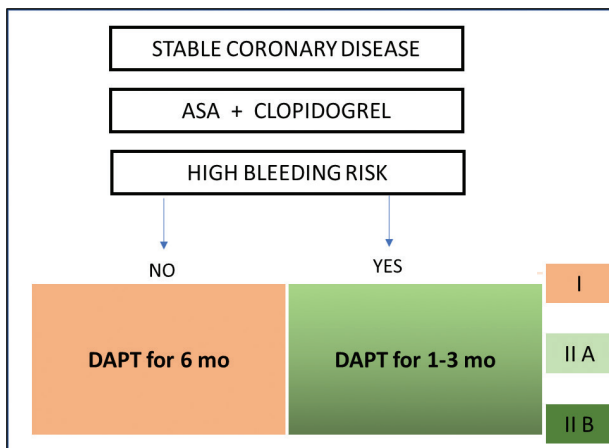 STABLE CORONARY DISEASE
ASA + CLOPIDOGREL
HIGH BLEEDING RISK
NO
YES
I
DAPT for 6 mo
DAPT for 1-3 mo
II A
II B